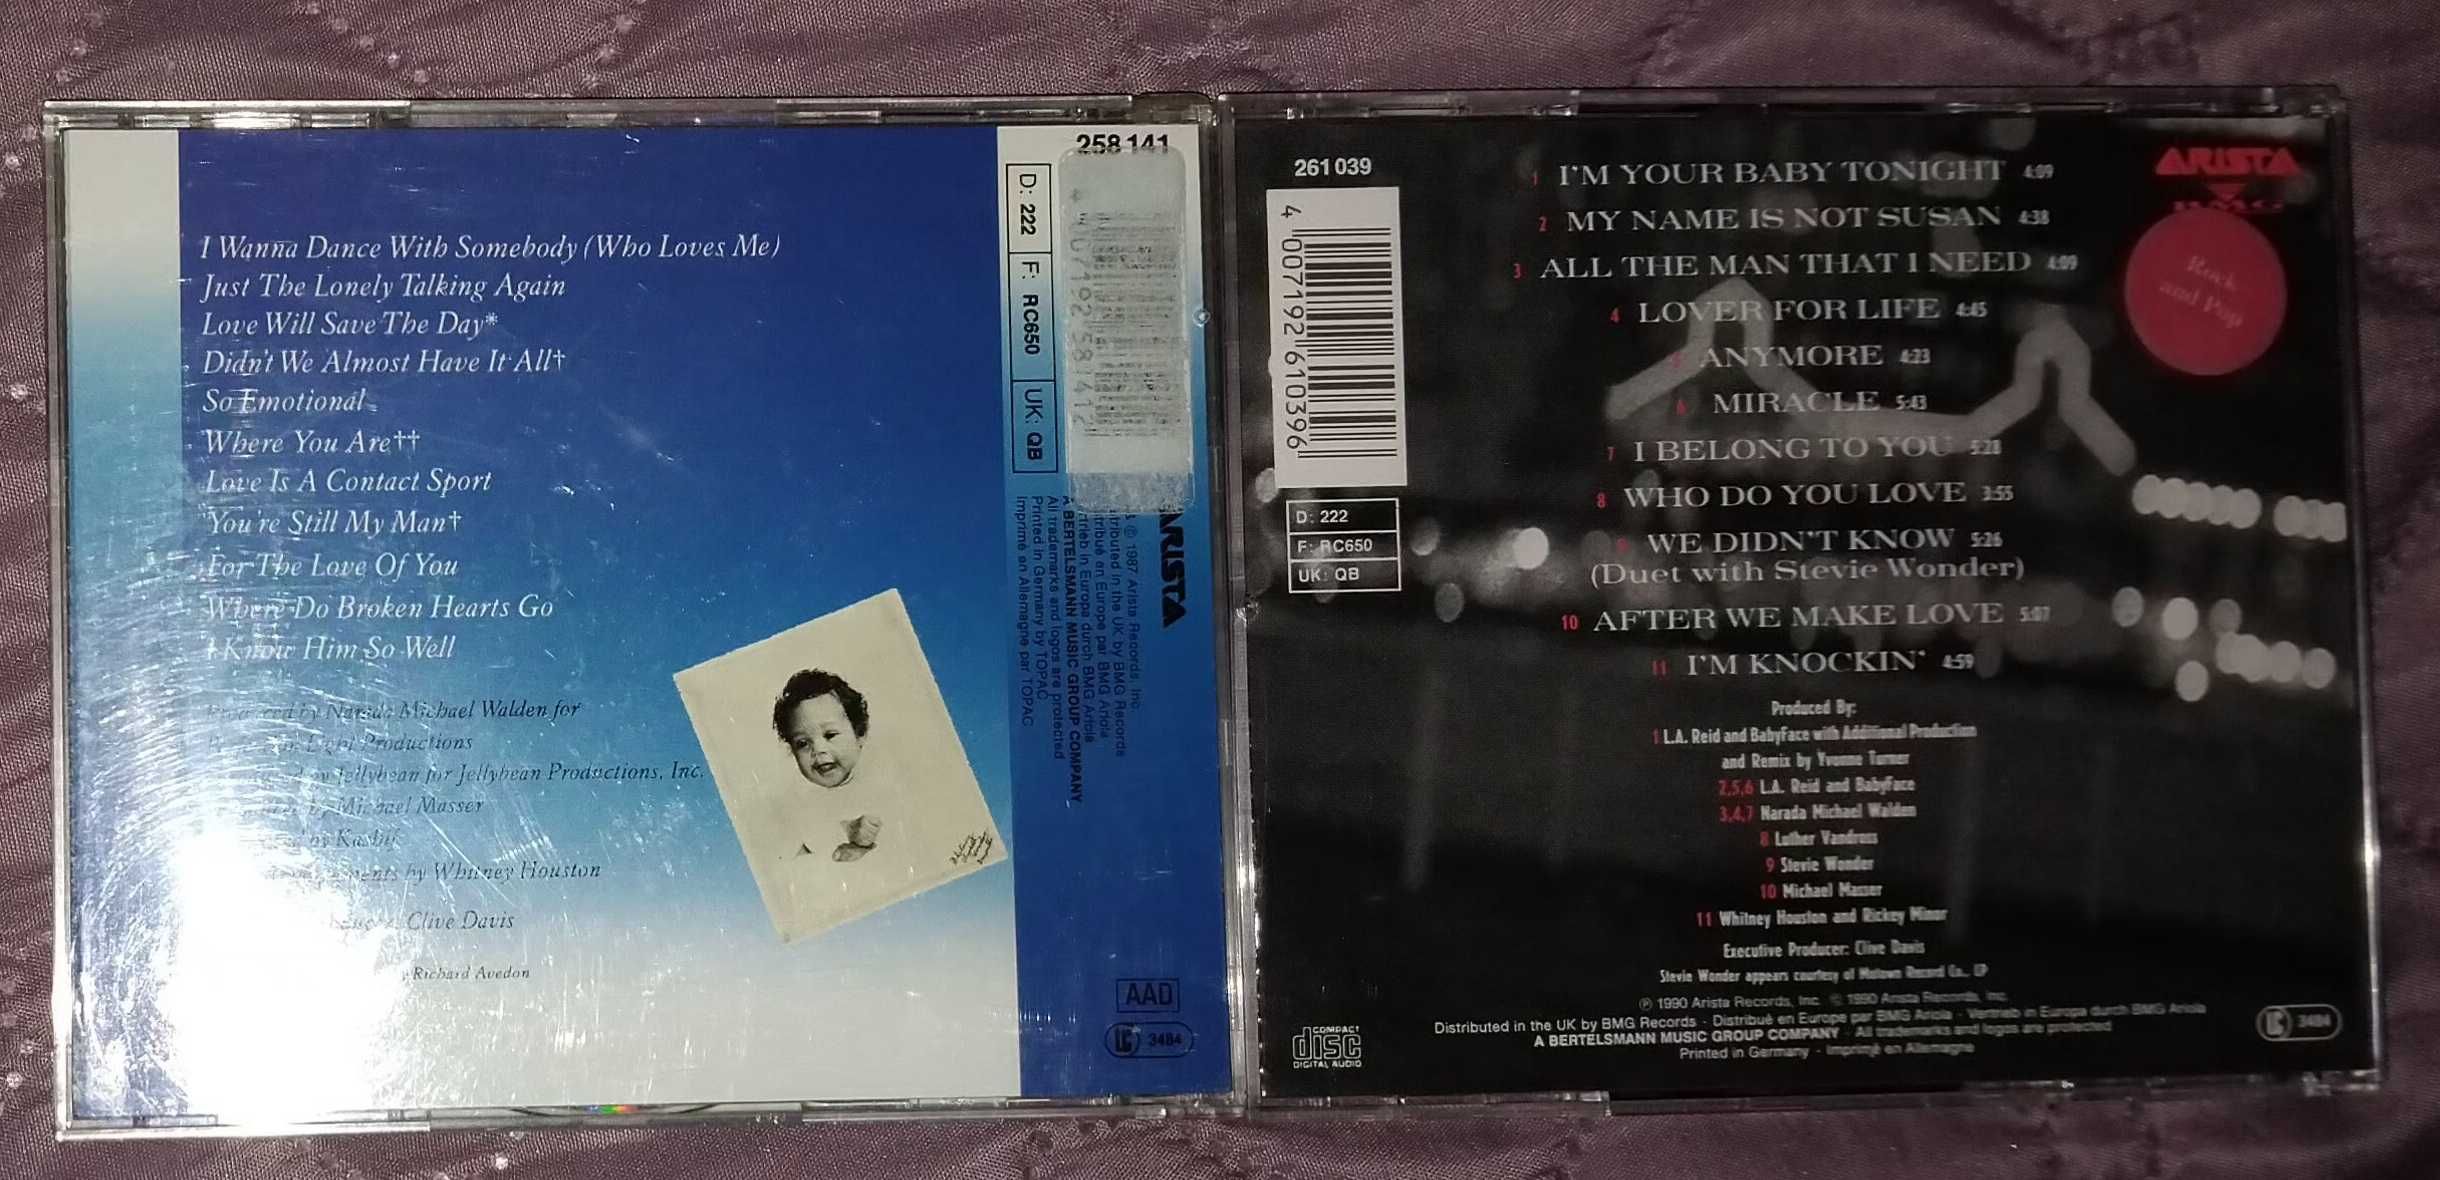 I Wanna Dance With Somebody (Who Loves Me)
Just The Lonely Talking Again
Love Will Save The Day*
Didn't We Almost Have It All†
So Emotional
Where You Are††
Love Is A Contact Sport
You're Still My Man†
For The Love Of You
Where Do Broken Hearts Go
I Know Him So Well
Produced by Narada Michael Walden for
Light Productions
by Jellybean for Jellybean Productions, Inc.
by Michael Masser
by Kashif
by Whitney Houston
Clive Davis
Richard Avedon
258 141
D: 222
F: RC650
UK: QB
ARISTA
℗ 1987 Arista Records, Inc.
in the UK by BMG Records
en Europe par BMG Ariola
in Europa durch BMG Ariola
A BERTELSMANN MUSIC GROUP COMPANY
All trademarks and logos are protected
Printed in Germany by TOPAC
Imprimé en Allemagne par TOPAC
AAD
LC 3484
261 039
4 007192 610396
D: 222
F: RC650
UK: QB
ARISTA
BMG
Rock
and Pop
1 I'M YOUR BABY TONIGHT 4:09
2 MY NAME IS NOT SUSAN 4:38
3 ALL THE MAN THAT I NEED 4:09
4 LOVER FOR LIFE 4:45
5 ANYMORE 4:23
6 MIRACLE 5:43
7 I BELONG TO YOU 5:28
8 WHO DO YOU LOVE 3:55
9 WE DIDN'T KNOW 5:26
(Duet with Stevie Wonder)
10 AFTER WE MAKE LOVE 5:07
11 I'M KNOCKIN' 4:59
Produced By:
1 L.A. Reid and BabyFace with Additional Production
and Remix by Yvonne Turner
2,5,6 L.A. Reid and BabyFace
3,4,7 Narada Michael Walden
8 Luther Vandross
9 Stevie Wonder
10 Michael Masser
11 Whitney Houston and Rickey Minor
Executive Producer: Clive Davis
Stevie Wonder appears courtesy of Motown Record Co., LP
℗ 1990 Arista Records, Inc. © 1990 Arista Records, Inc.
Distributed in the UK by BMG Records · Distribué en Europe par BMG Ariola · Vertrieb in Europa durch BMG Ariola
A BERTELSMANN MUSIC GROUP COMPANY · All trademarks and logos are protected
Printed in Germany · Imprimé en Allemagne
COMPACT
disc
DIGITAL AUDIO
LC 3484